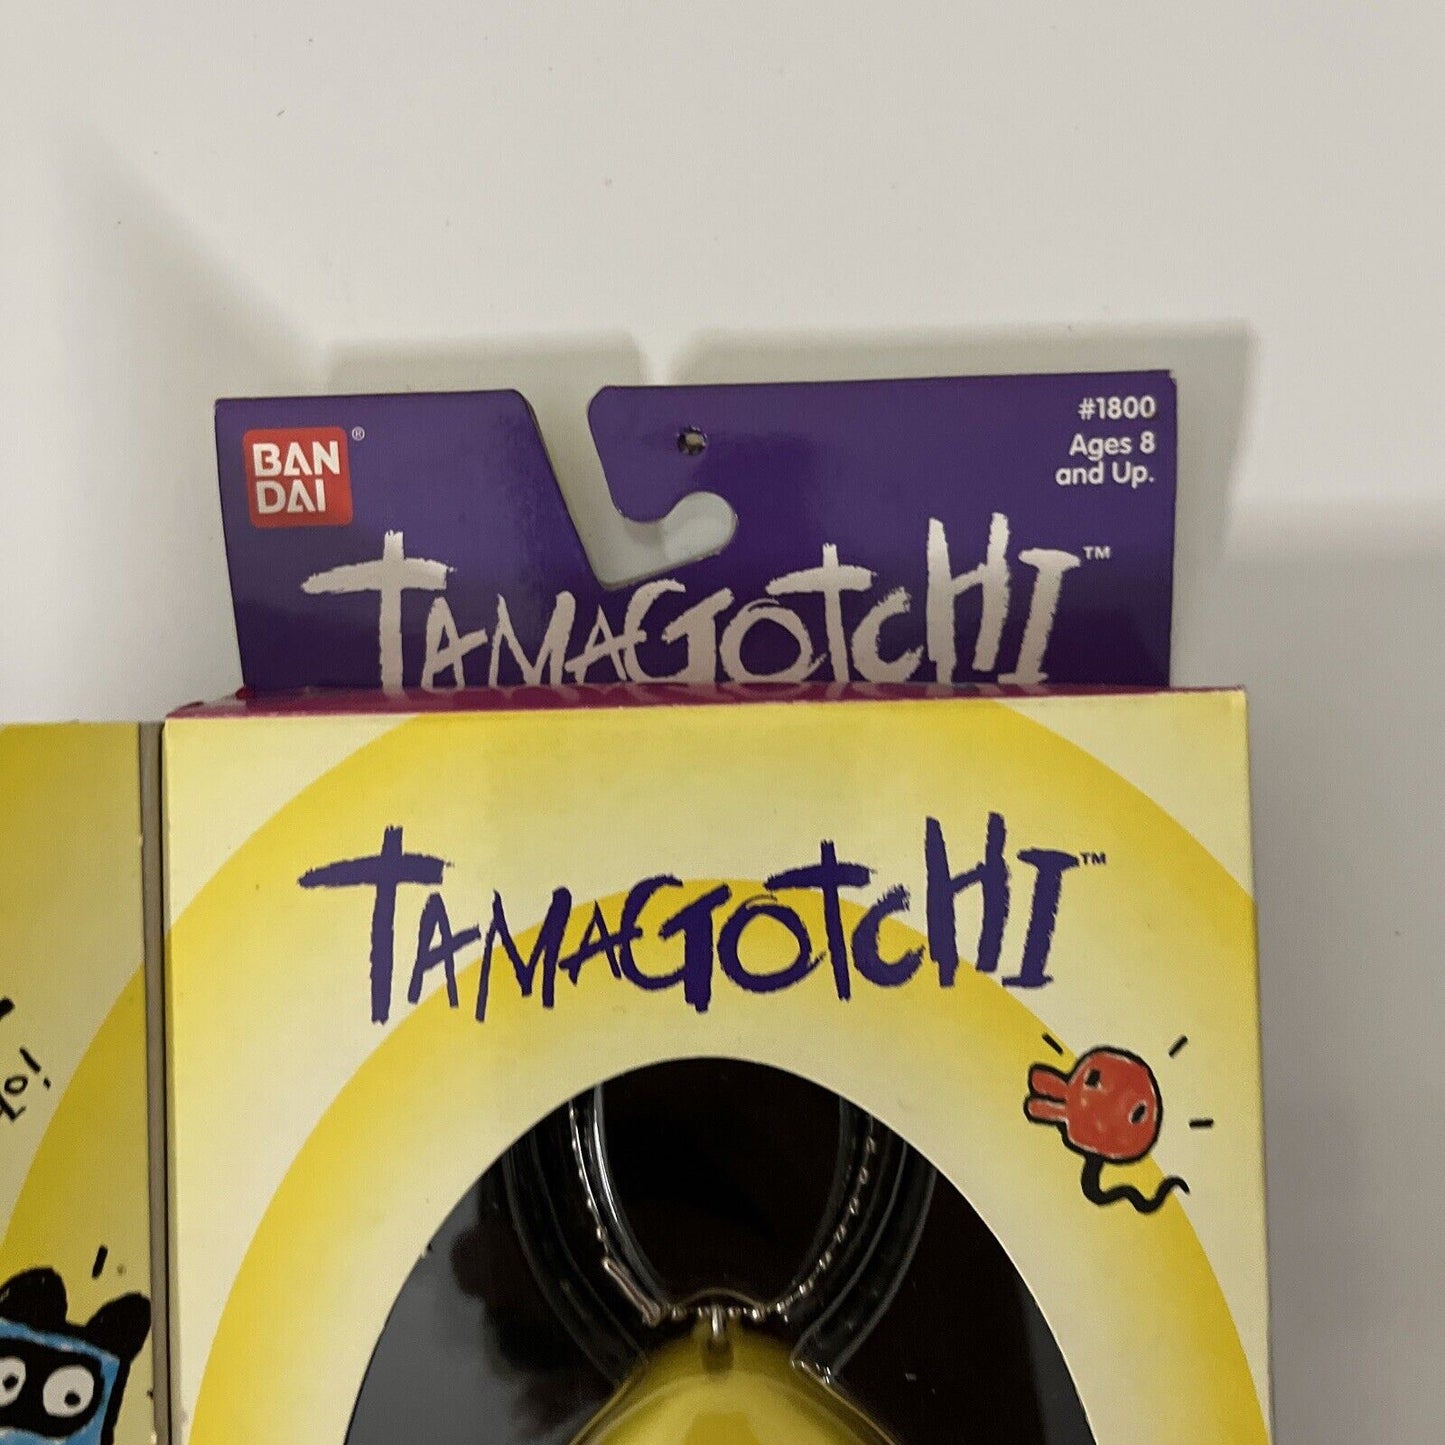 BAN
DAI
®
#1800
Ages 8
and Up.
TAMAGOTCHI™
TAMAGOTCHI™